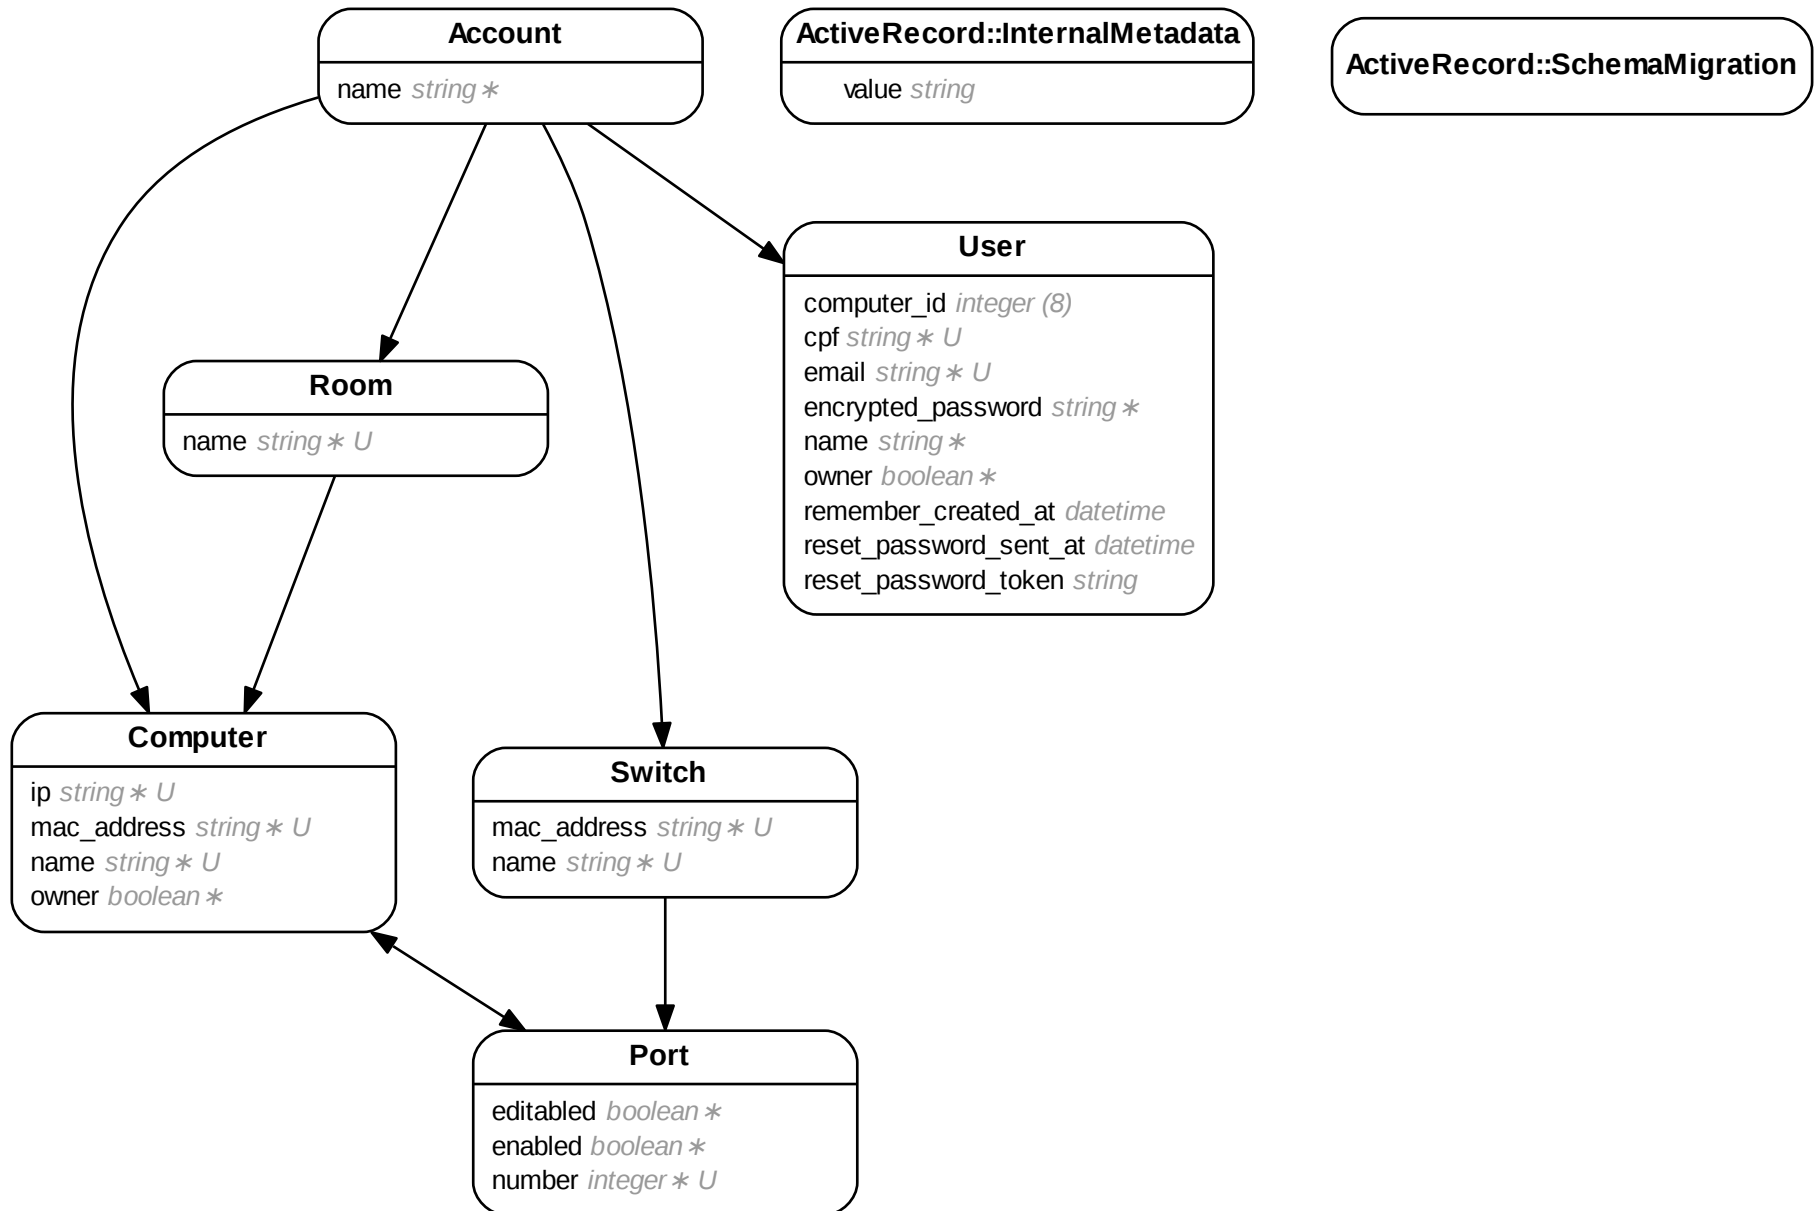 Account
name string∗
ActiveRecord::InternalMetadata
value string
ActiveRecord::SchemaMigration
User
computer_id integer (8)
cpf string∗ U
email string∗ U
encrypted_password string∗
name string∗
owner boolean∗
remember_created_at datetime
reset_password_sent_at datetime
reset_password_token string
Room
name string∗ U
Computer
ip string∗ U
mac_address string∗ U
name string∗ U
owner boolean∗
Switch
mac_address string∗ U
name string∗ U
Port
editabled boolean∗
enabled boolean∗
number integer∗ U